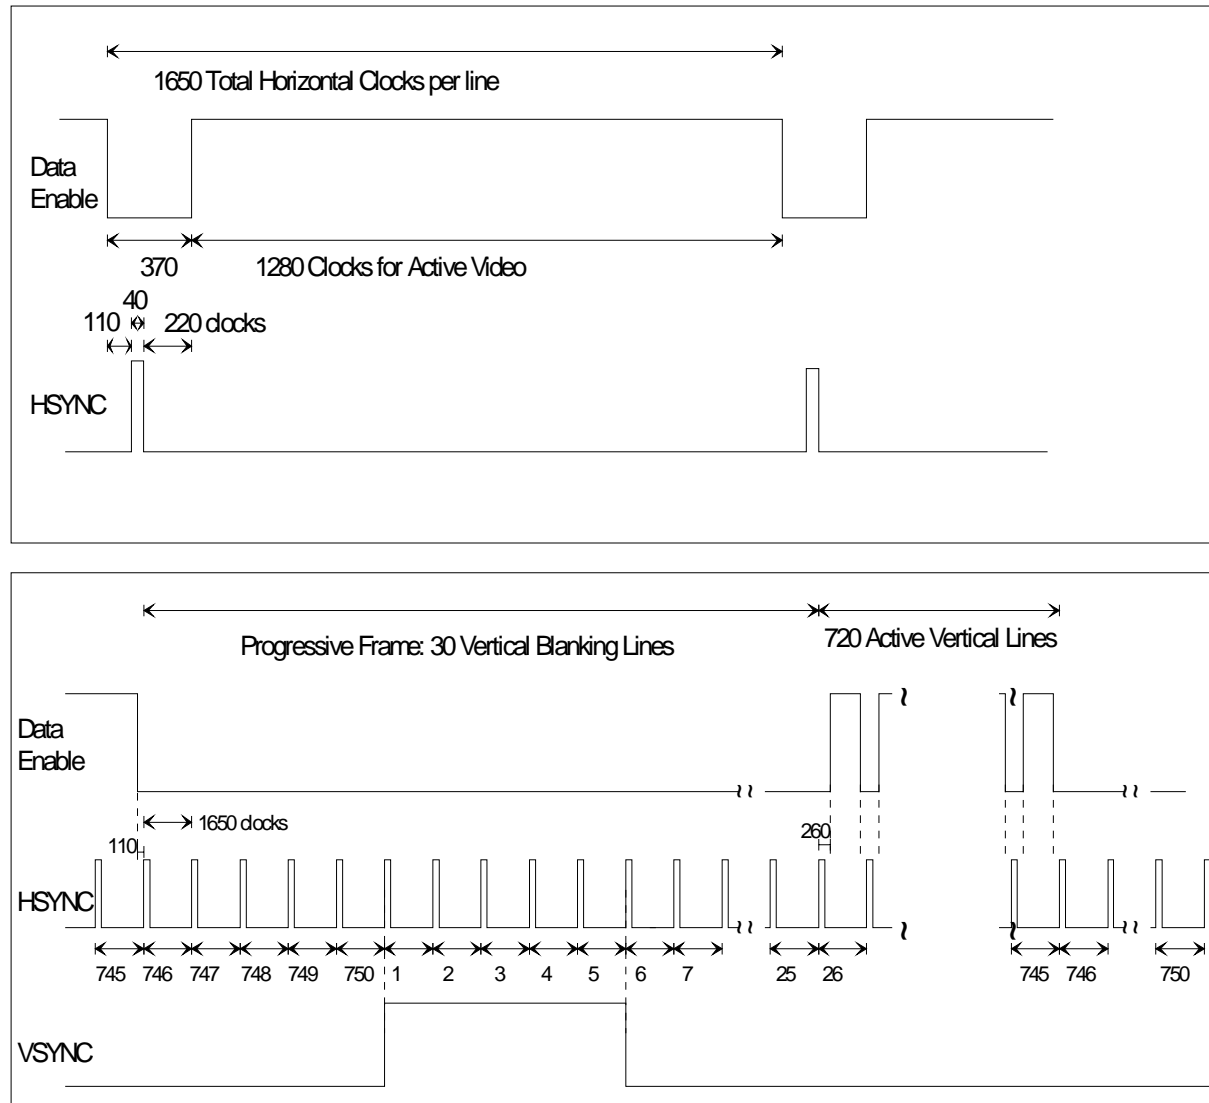 1650 Total Horizontal Clocks per line
Data
Enable
370
1280 Clocks for Active Video
40
110
220 clocks
HSYNC
Progressive Frame: 30 Vertical Blanking Lines
720 Active Vertical Lines
Data
Enable
1650 clocks
110
260
HSYNC
745 746 747 748 749 750 1 2 3 4 5 6 7 25 26 745 746 750
VSYNC